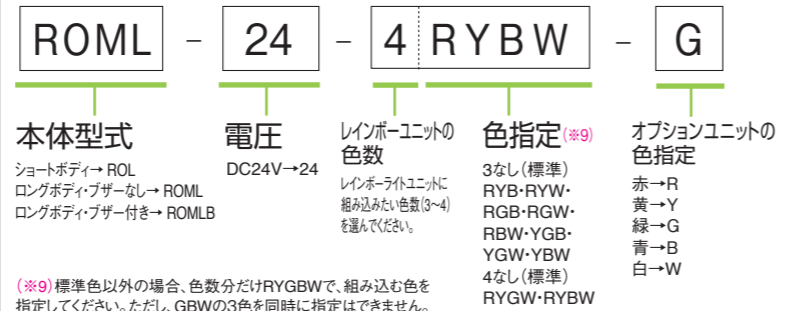 ROML - 24 - 4 RYBW - G
本体型式
ショートボディ→ ROL
ロングボディ・ブザーなし→ ROML
ロングボディ・ブザー付き→ ROMLB
電圧
DC24V→24
レインボーユニットの
色数
レインボーライトユニットに
組み込みたい色数(3~4)
を選んでください。
色指定(※9)
3なし(標準)
RYB・RYW・
RGB・RGW・
RBW・YGB・
YGW・YBW
4なし(標準)
RYGW・RYBW
オプションユニットの
色指定
赤→R
黄→Y
緑→G
青→B
白→W
(※9)標準色以外の場合、色数分だけRYGBWで、組み込む色を
指定してください。ただし、GBWの3色を同時に指定はできません。